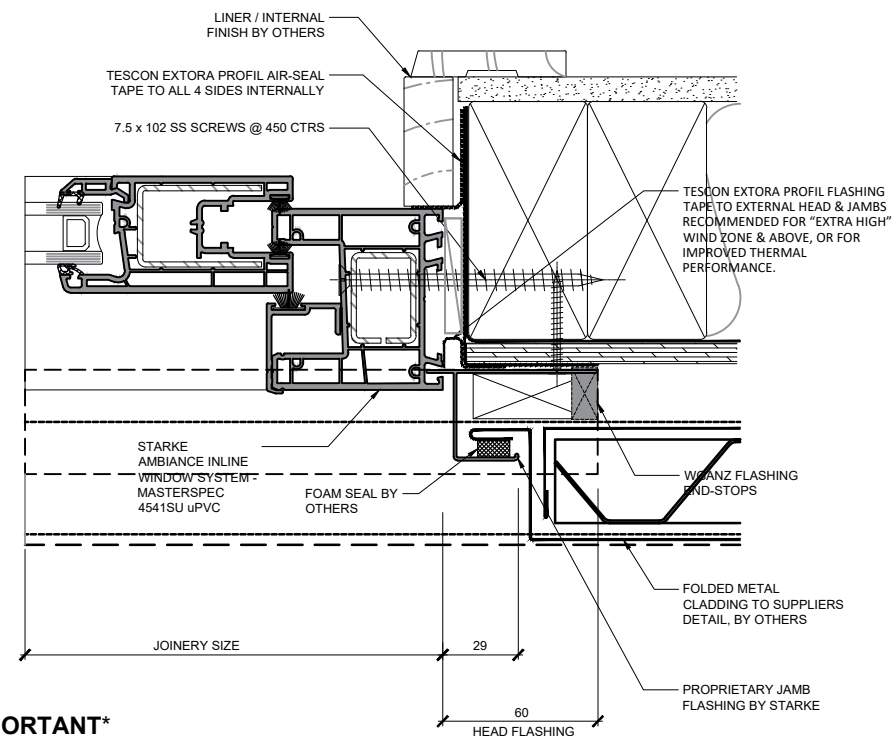 LINER / INTERNAL
FINISH BY OTHERS
TESCON EXTORA PROFIL AIR-SEAL
TAPE TO ALL 4 SIDES INTERNALLY
7.5 x 102 SS SCREWS @ 450 CTRS
TESCON EXTORA PROFIL FLASHING
TAPE TO EXTERNAL HEAD & JAMBS
RECOMMENDED FOR "EXTRA HIGH"
WIND ZONE & ABOVE, OR FOR
IMPROVED THERMAL
PERFORMANCE.
STARKE
AMBIANCE INLINE
WINDOW SYSTEM -
MASTERSPEC
4541SU uPVC
FOAM SEAL BY
OTHERS
WGANZ FLASHING
END-STOPS
FOLDED METAL
CLADDING TO SUPPLIERS
DETAIL, BY OTHERS
JOINERY SIZE
29
PROPRIETARY JAMB
FLASHING BY STARKE
60
HEAD FLASHING
ORTANT*